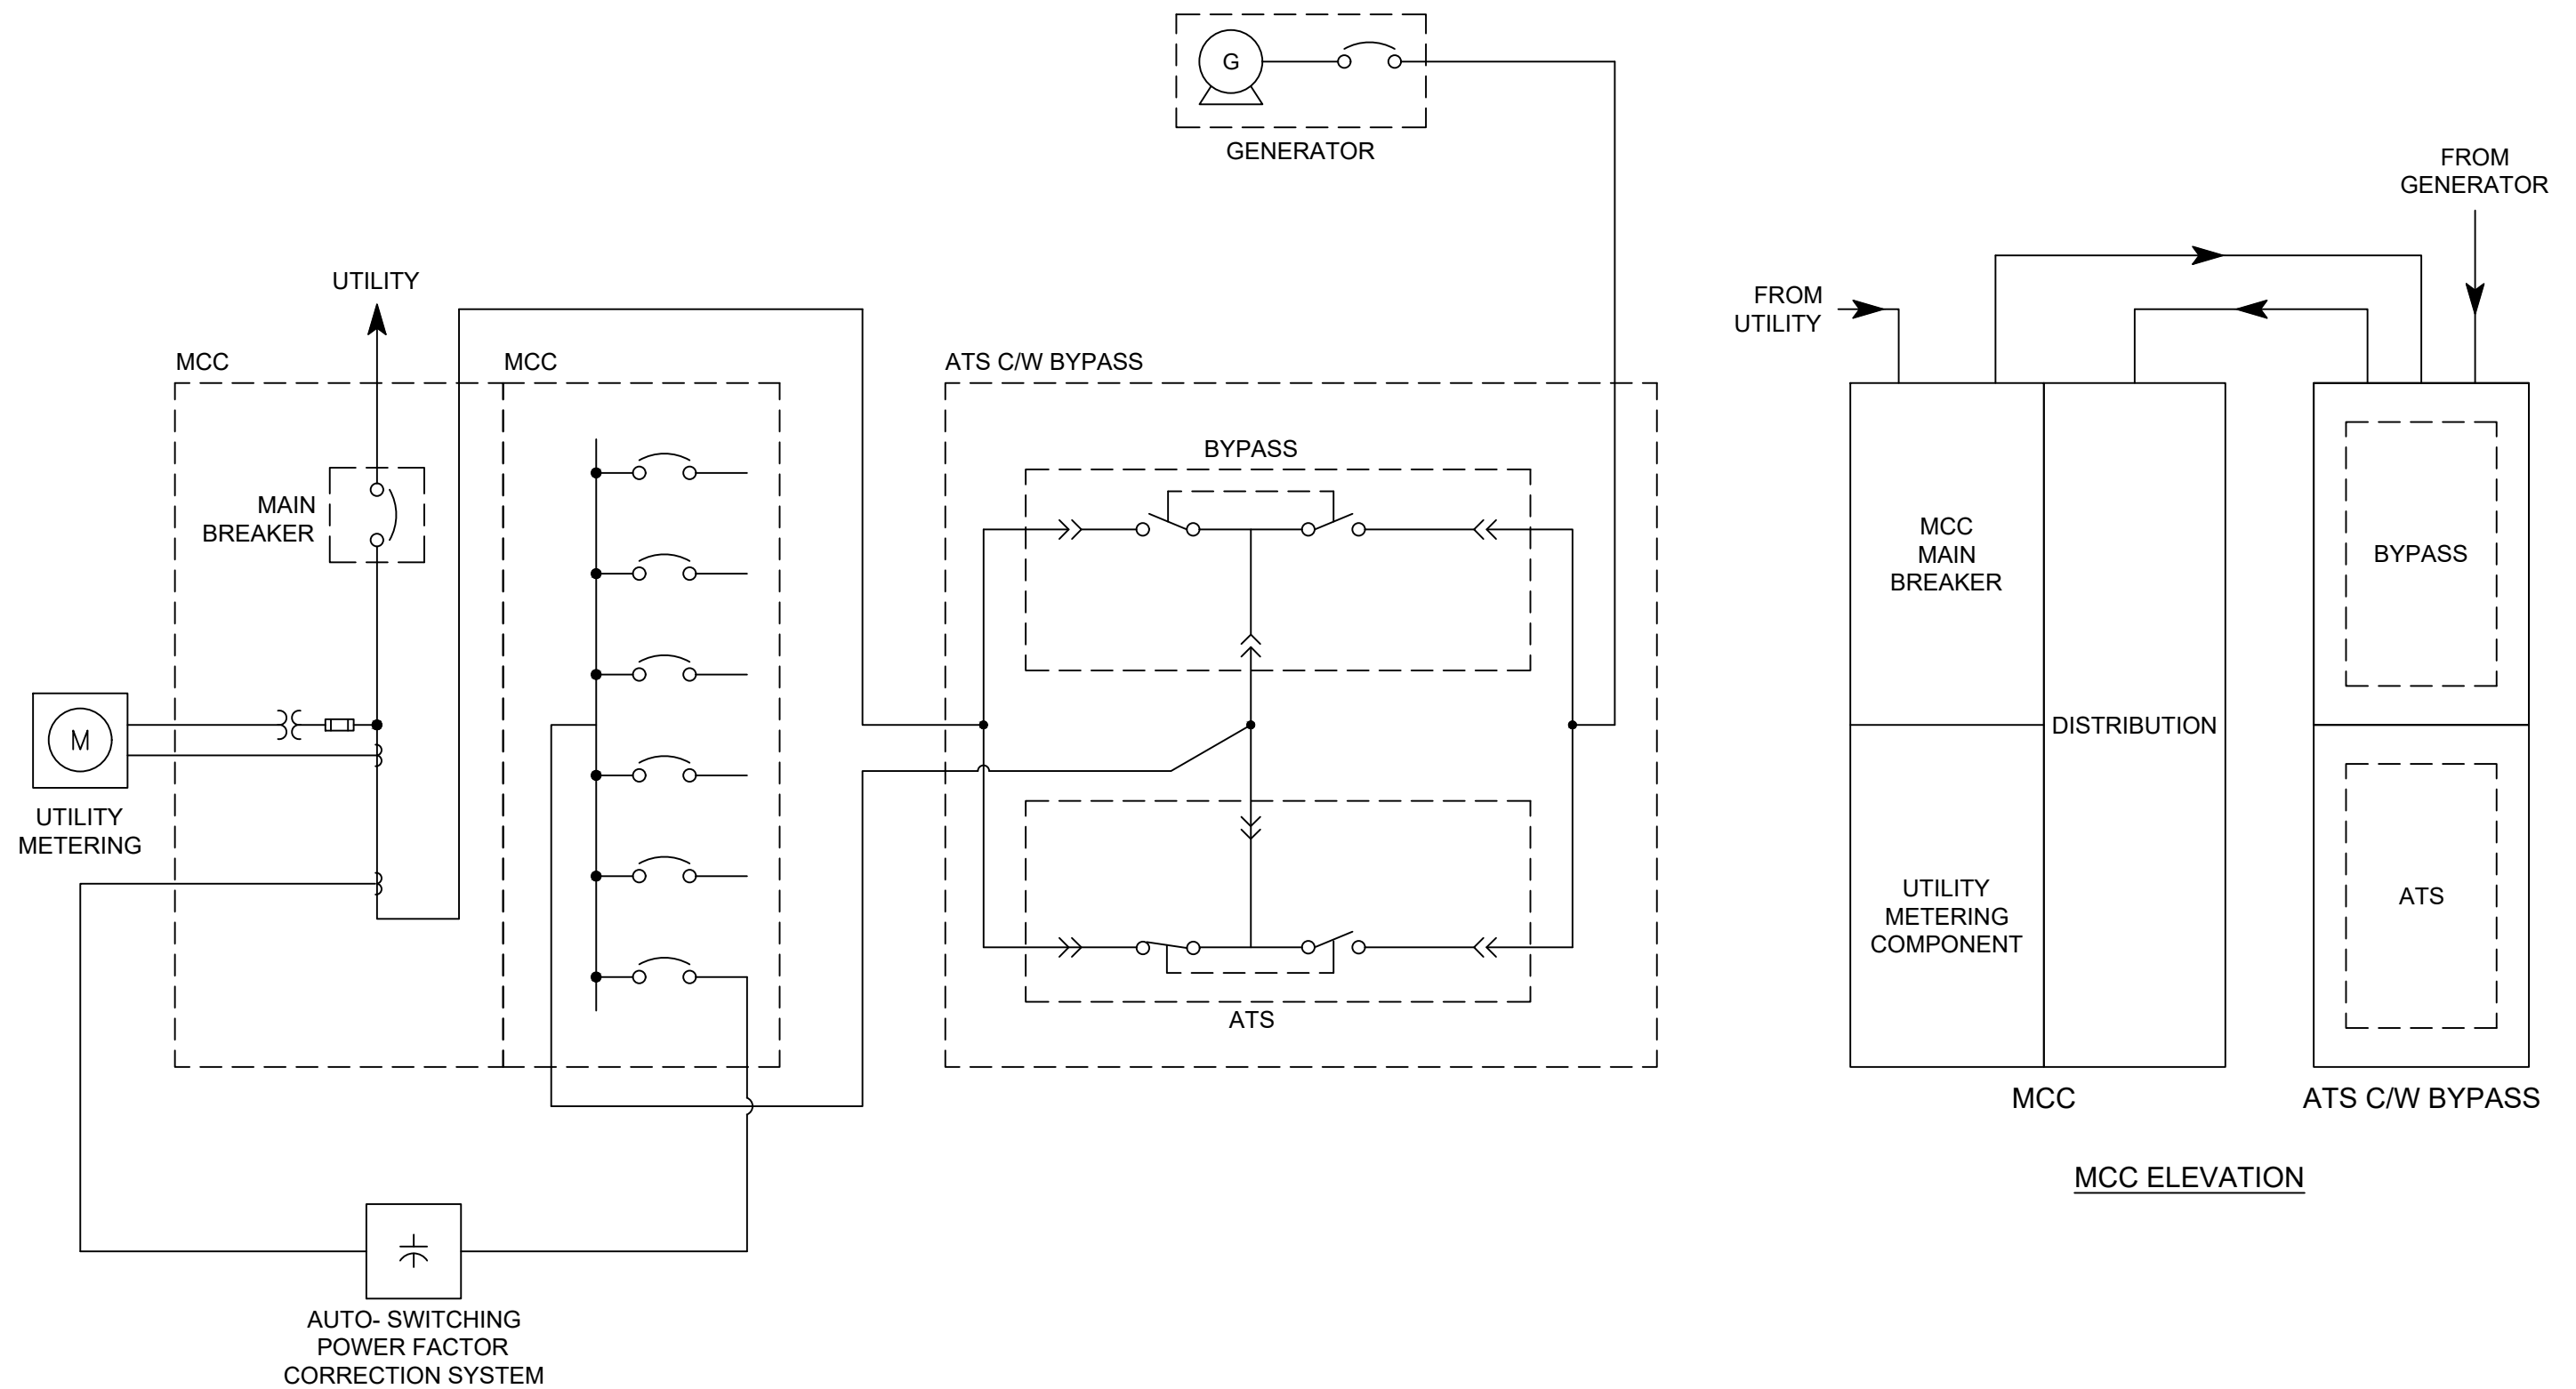 G
GENERATOR
FROM
GENERATOR
UTILITY
FROM
UTILITY
MCC
MCC
ATS C/W BYPASS
BYPASS
MAIN
BREAKER
MCC
MAIN
BREAKER
BYPASS
M
UTILITY
METERING
DISTRIBUTION
UTILITY
METERING
COMPONENT
ATS
ATS
MCC
ATS C/W BYPASS
MCC ELEVATION
AUTO- SWITCHING
POWER FACTOR
CORRECTION SYSTEM